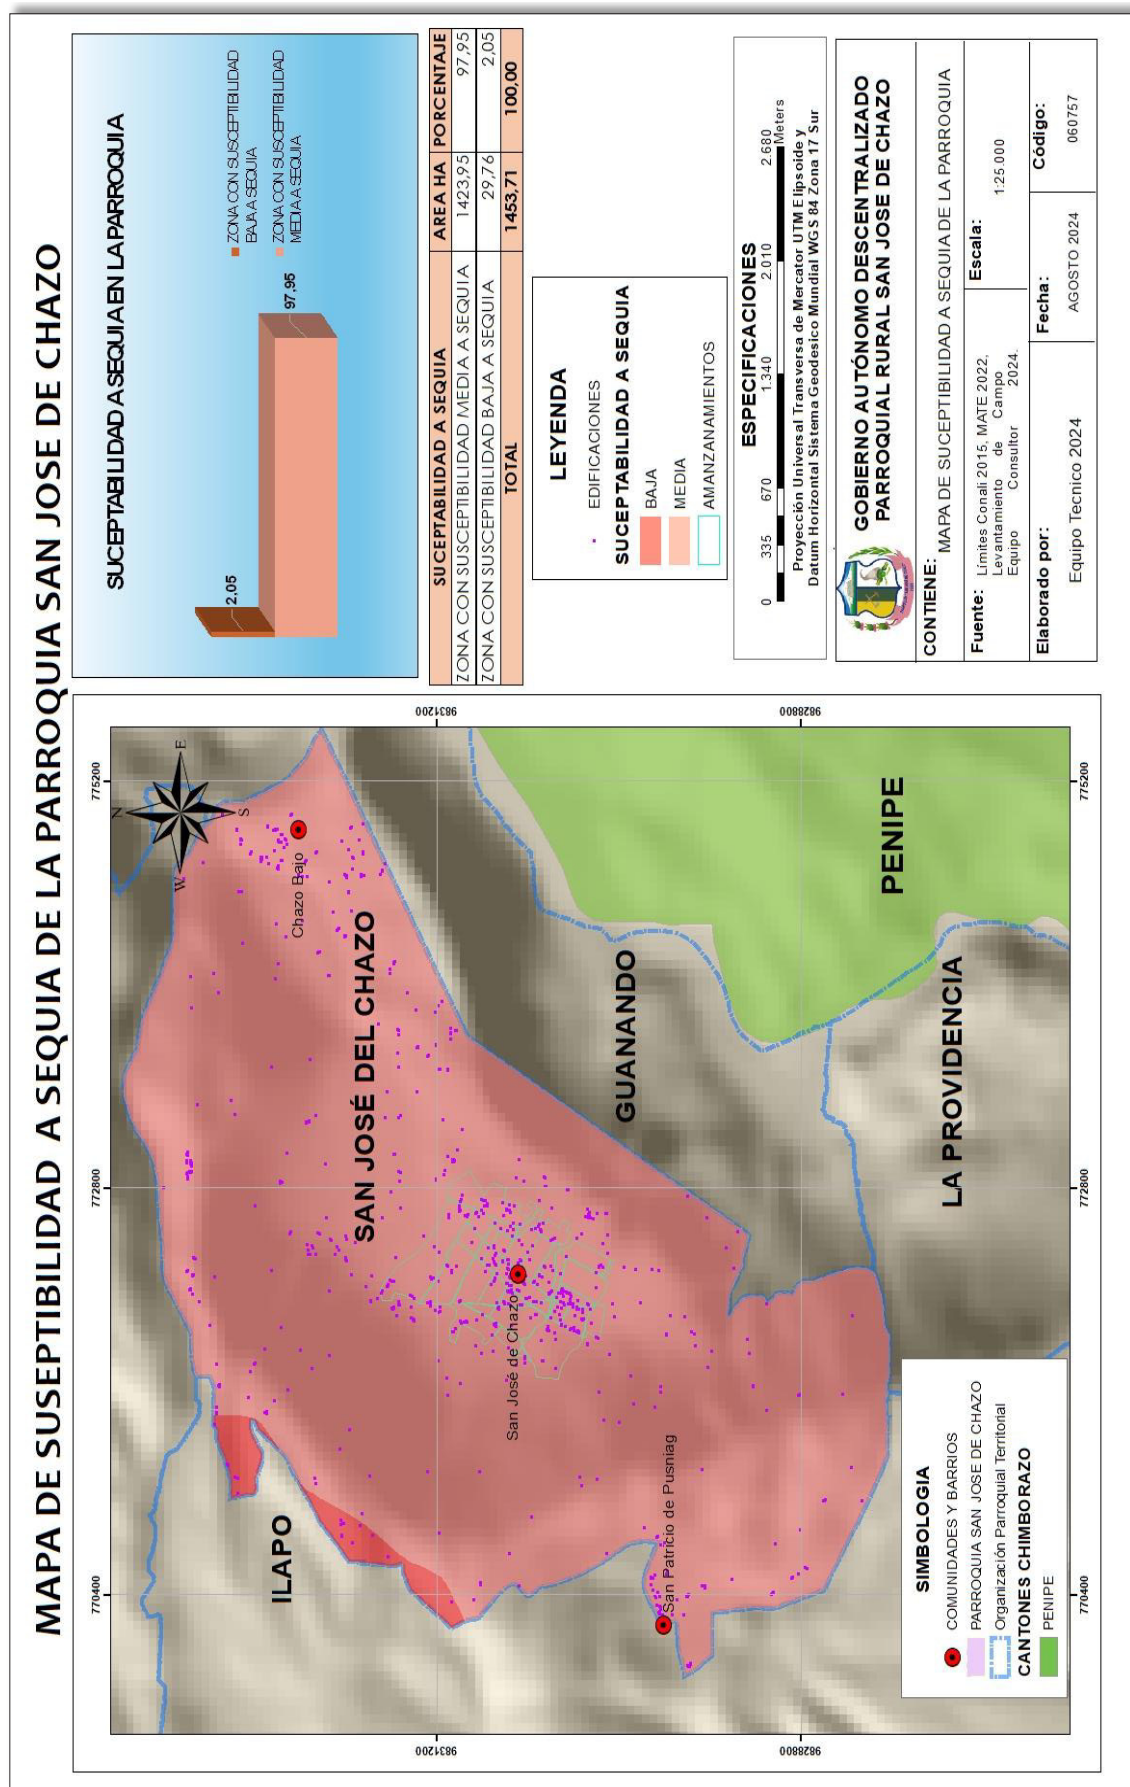 MAPA DE SUSEPTIBILIDAD A SEQUIA DE LA PARROQUIA SAN JOSE DE CHAZO
775200
772800
770400
9831200
9828800
N
E
S
W
Chazo Bajo
SAN JOSÉ DEL CHAZO
San José de Chazo
San Patricio de Pusniag
ILAPO
GUANANDO
PENIPE
LA PROVIDENCIA
9831200
9828800
775200
772800
770400
SIMBOLOGIA
COMUNIDADES Y BARRIOS
PARROQUIA SAN JOSE DE CHAZO
Organización Parroquial Territorial
CANTONES CHIMBORAZO
PENIPE
SUCEPTABILIDAD A SEQUIA EN LA PARROQUIA
2,05
97,95
ZONA CON SUSCEPTIBILIDAD
BAJA A SEQUIA
ZONA CON SUSCEPTIBILIDAD
MEDIA A SEQUIA
SUCEPTABILIDAD A SEQUIA AREA HA PORCENTAJE
ZONA CON SUSCEPTIBILIDAD MEDIA A SEQUIA 1423,95 97,95
ZONA CON SUSCEPTIBILIDAD BAJA A SEQUIA 29,76 2,05
TOTAL 1453,71 100,00
LEYENDA
EDIFICACIONES
SUCEPTABILIDAD A SEQUIA
BAJA
MEDIA
AMANZANAMIENTOS
ESPECIFICACIONES
0 335 670 1.340 2.010 2.680
Meters
Proyección Universal Transversa de Mercator UTM Elipsoide y
Datum Horizontal Sistema Geodesico Mundial WGS 84 Zona 17 Sur
GOBIERNO AUTÓNOMO DESCENTRALIZADO
PARROQUIAL RURAL SAN JOSE DE CHAZO
CONTIENE:
MAPA DE SUCEPTIBILIDAD A SEQUIA DE LA PARROQUIA
Fuente: Límites Conali 2015, MATE 2022.
Levantamiento de Campo
Equipo Consultor 2024.
Escala:
1:25.000
Elaborado por:
Equipo Tecnico 2024
Fecha:
AGOSTO 2024
Código:
060757